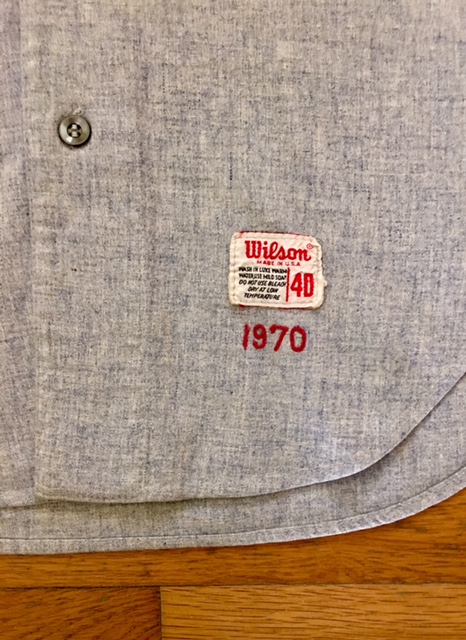 Wilson®
MADE IN U.S.A.
WASH IN LUKE WARM
WATER.USE MILD SOAP
DO NOT USE BLEACH
DRY AT LOW
TEMPERATURE
40
1970